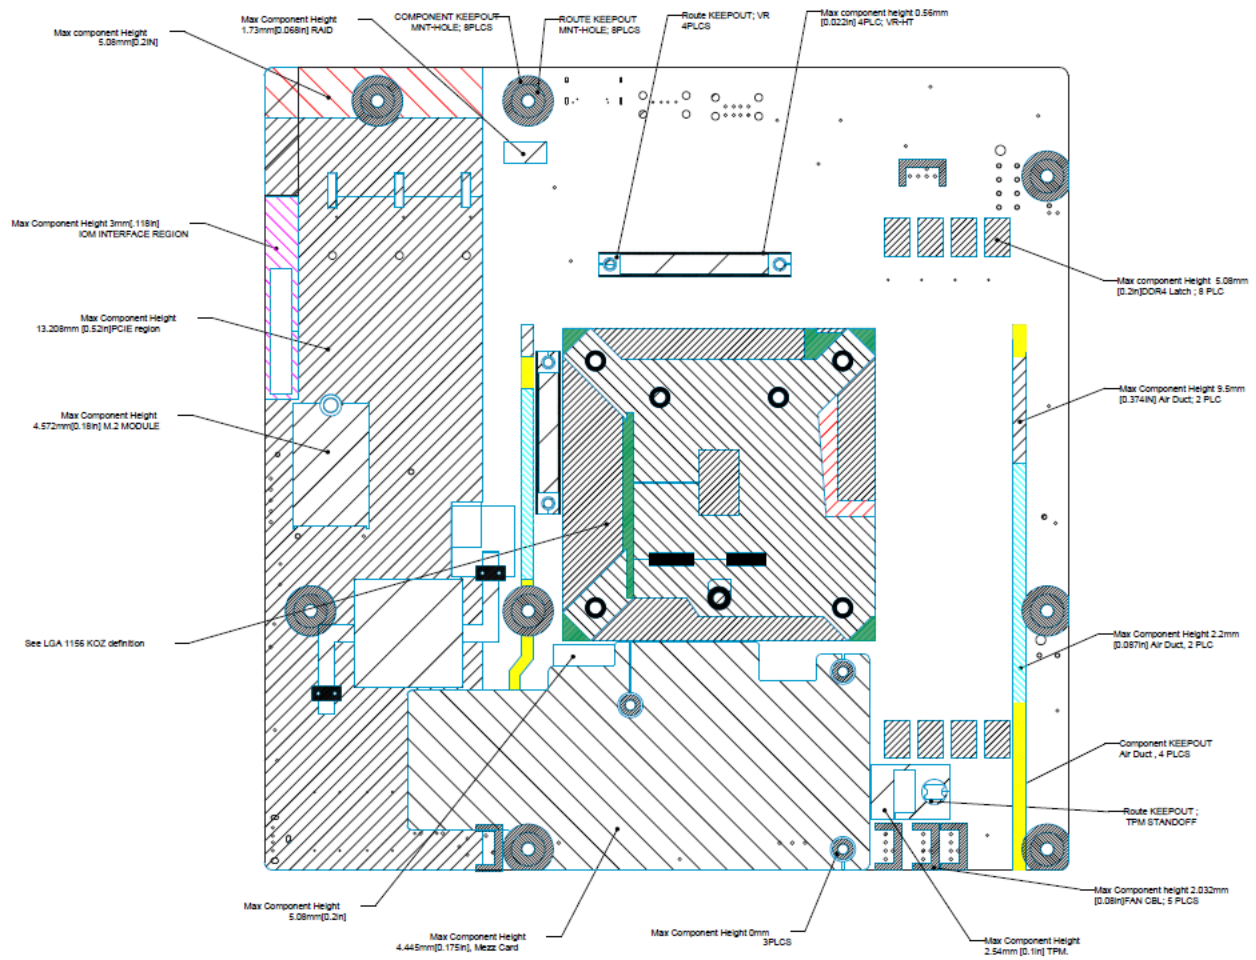 Max component Height
5.08mm[0.2IN]
Max Component Height
1.73mm[0.068in] RAID
COMPONENT KEEPOUT
MNT-HOLE; 8PLCS
ROUTE KEEPOUT
MNT-HOLE; 8PLCS
Route KEEPOUT; VR
4PLCS
Max component height 0.56mm
[0.022in] 4PLC; VR-HT
Max Component Height 3mm[.118in]
IOM INTERFACE REGION
Max component Height 5.08mm
[0.2in]DDR4 Latch ; 8 PLC
Max Component Height
13.208mm [0.52in]PCIE region
Max Component Height 9.5mm
[0.374IN] Air Duct; 2 PLC
Max Component Height
4.572mm[0.18in] M.2 MODULE
See LGA 1156 KOZ definition
Max Component Height 2.2mm
[0.087in] Air Duct, 2 PLC
Component KEEPOUT
Air Duct , 4 PLCS
Route KEEPOUT ;
TPM STANDOFF
Max Component height 2.032mm
[0.08in]FAN CBL; 5 PLCS
Max Component Height
5.08mm[0.2in]
Max Component Height
4.445mm[0.175in], Mezz Card
Max Component Height 0mm
3PLCS
Max Component Height
2.54mm [0.1in] TPM.